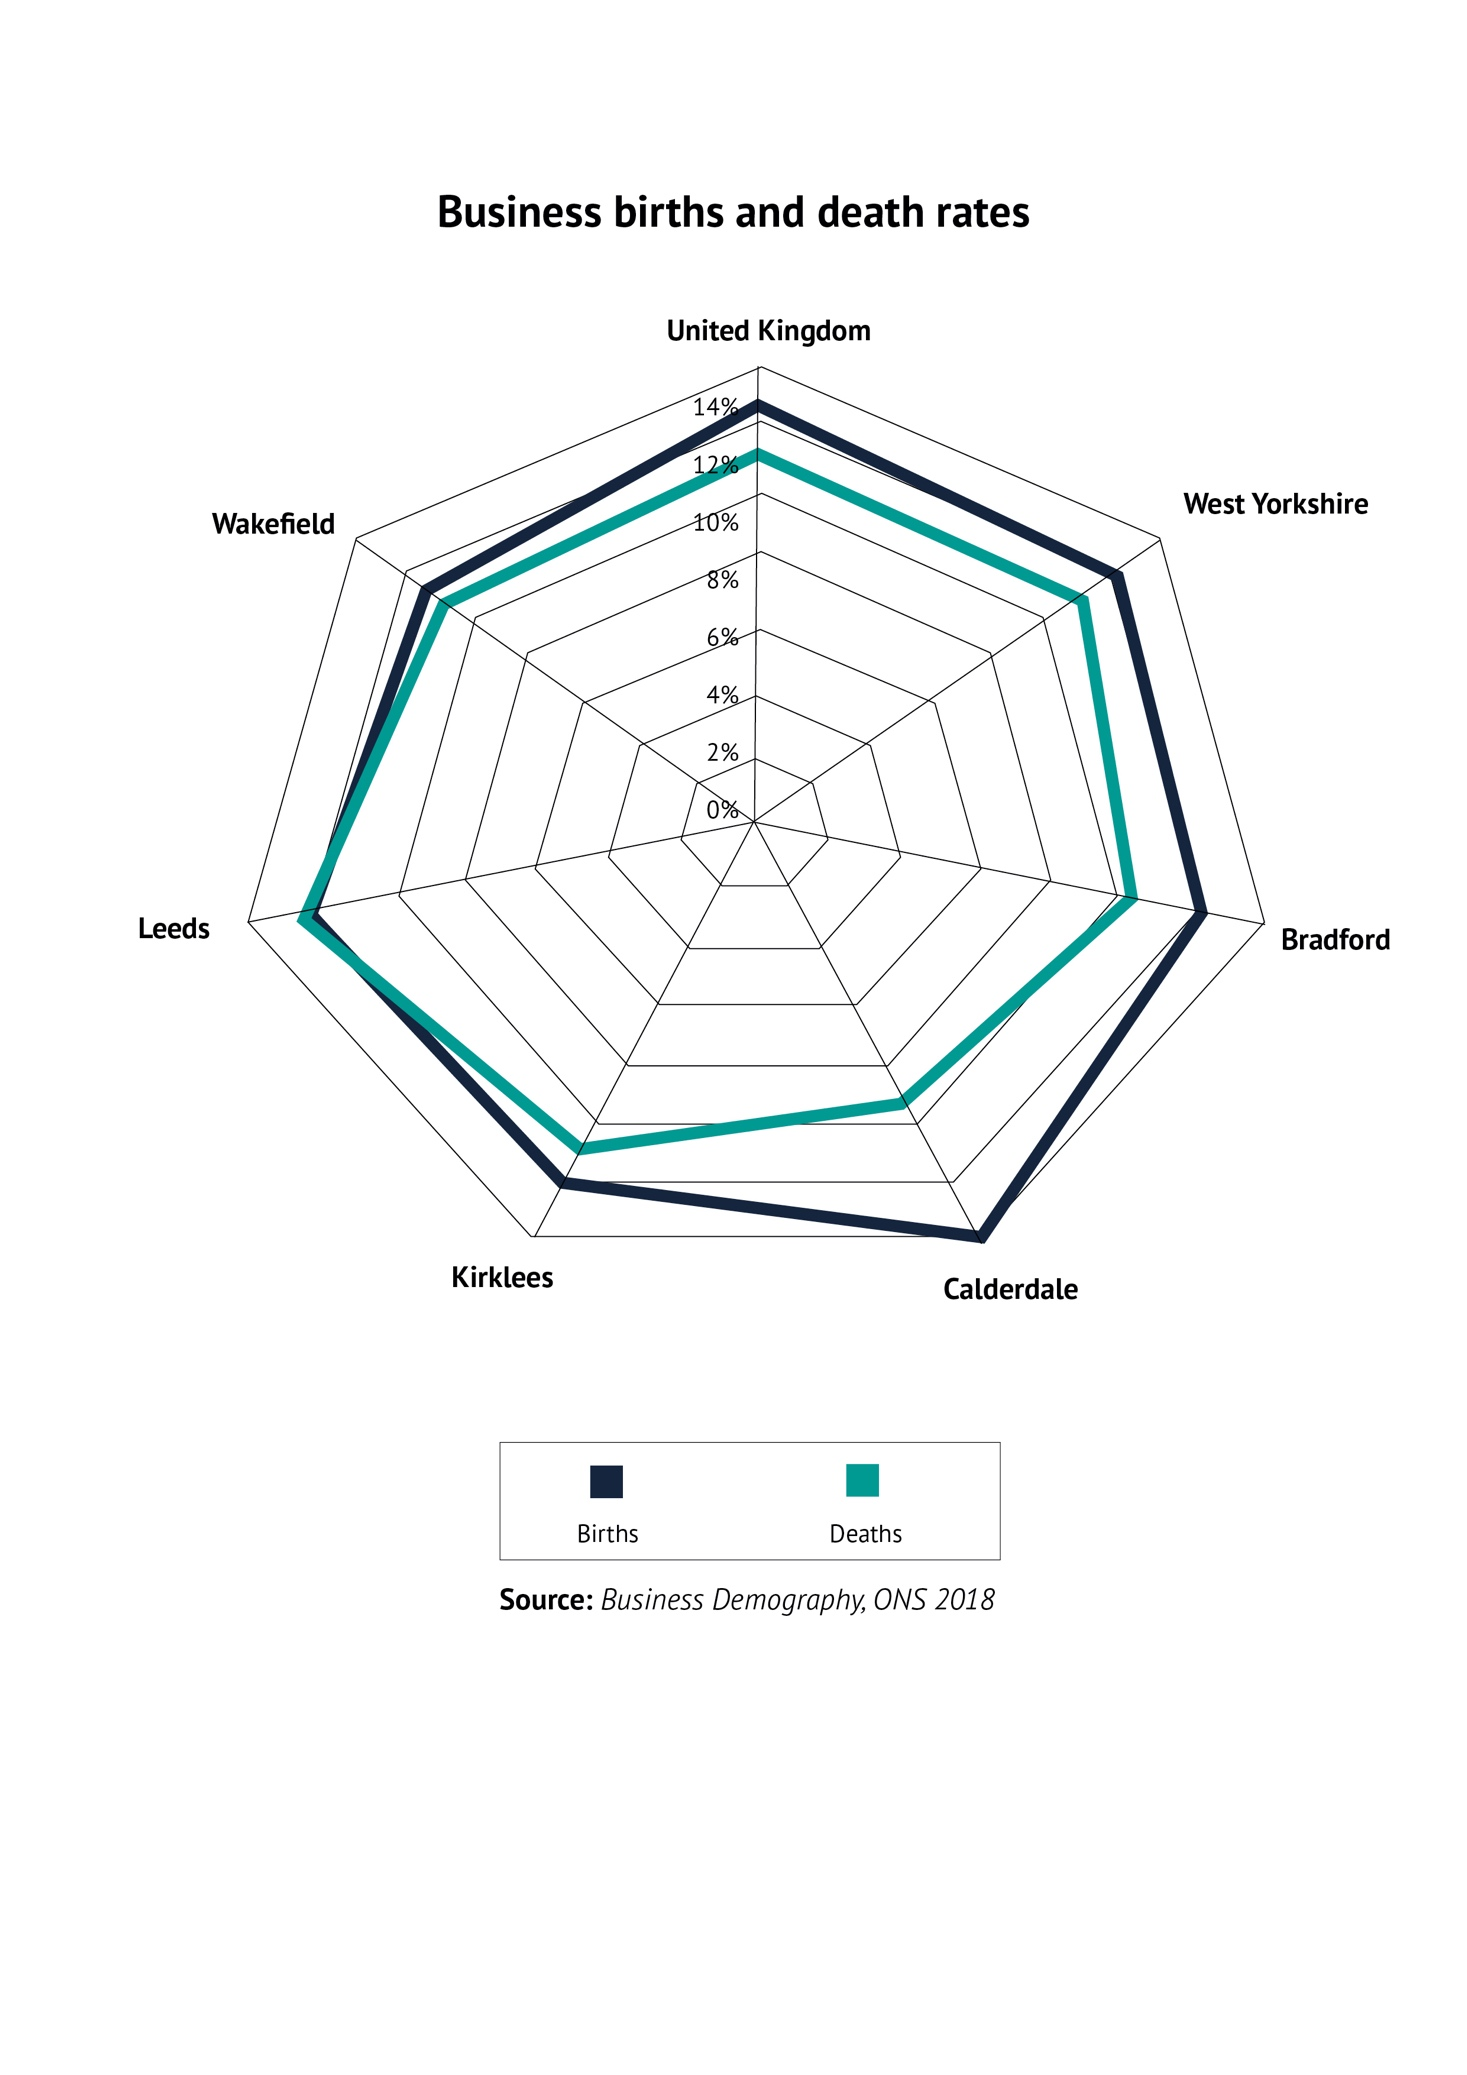 Business births and death rates
United Kingdom
14%
12%
10%
8%
6%
4%
2%
0%
West Yorkshire
Wakefield
Leeds
Bradford
Kirklees
Calderdale
Births
Deaths
Source: Business Demography, ONS 2018